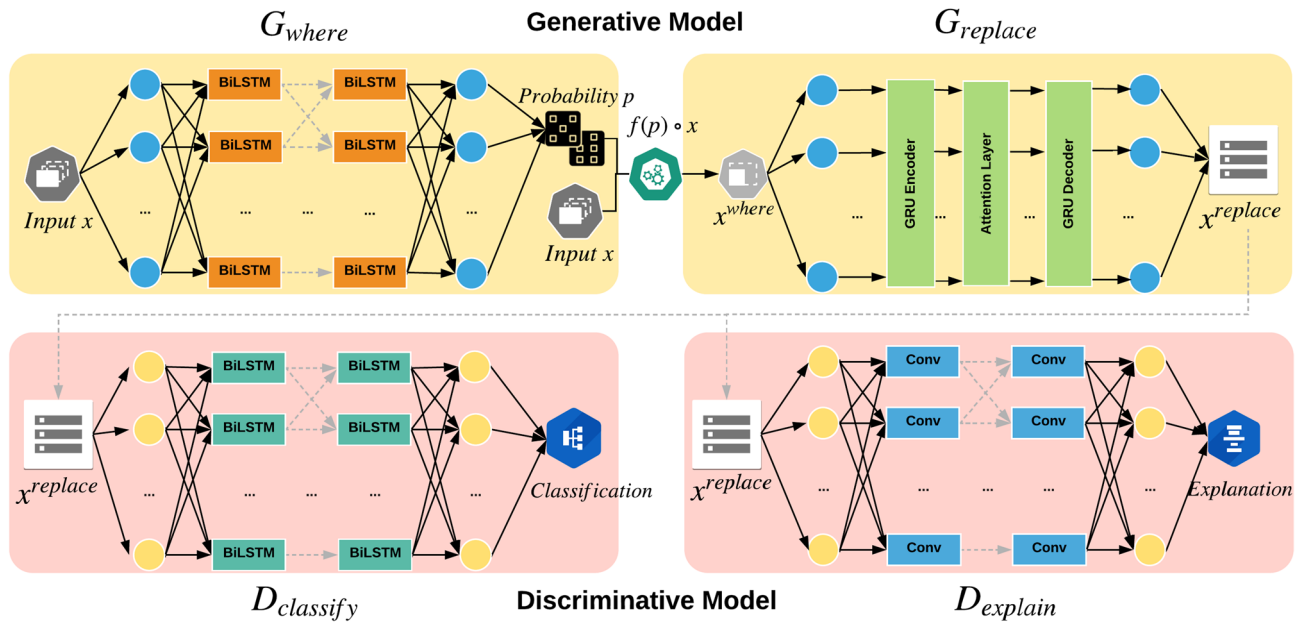 Generative Model
G_where
G_replace
BiLSTM
BiLSTM
Probability p
f(p) ∘ x
BiLSTM
BiLSTM
Input x
...
...
...
...
Input x
BiLSTM
BiLSTM
x^where
GRU Encoder
Attention Layer
GRU Decoder
...
...
...
...
...
x^replace
BiLSTM
BiLSTM
BiLSTM
BiLSTM
x^replace
...
...
...
...
Classification
BiLSTM
BiLSTM
Conv
Conv
Conv
Conv
x^replace
...
...
...
...
Explanation
Conv
Conv
D_classify
Discriminative Model
D_explain